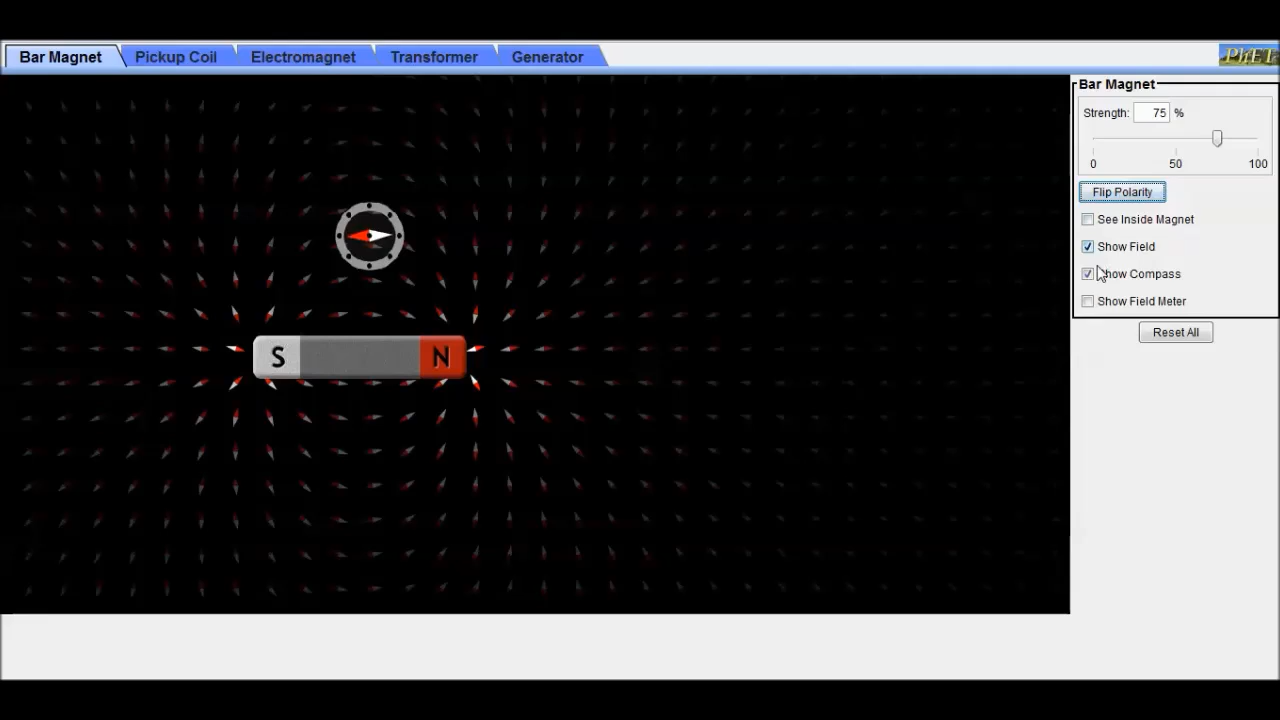 Bar Magnet Pickup Coil Electromagnet Transformer Generator
PhET
Bar Magnet
Strength: 75 %
0 50 100
Flip Polarity
See Inside Magnet
Show Field
Show Compass
Show Field Meter
Reset All
S N